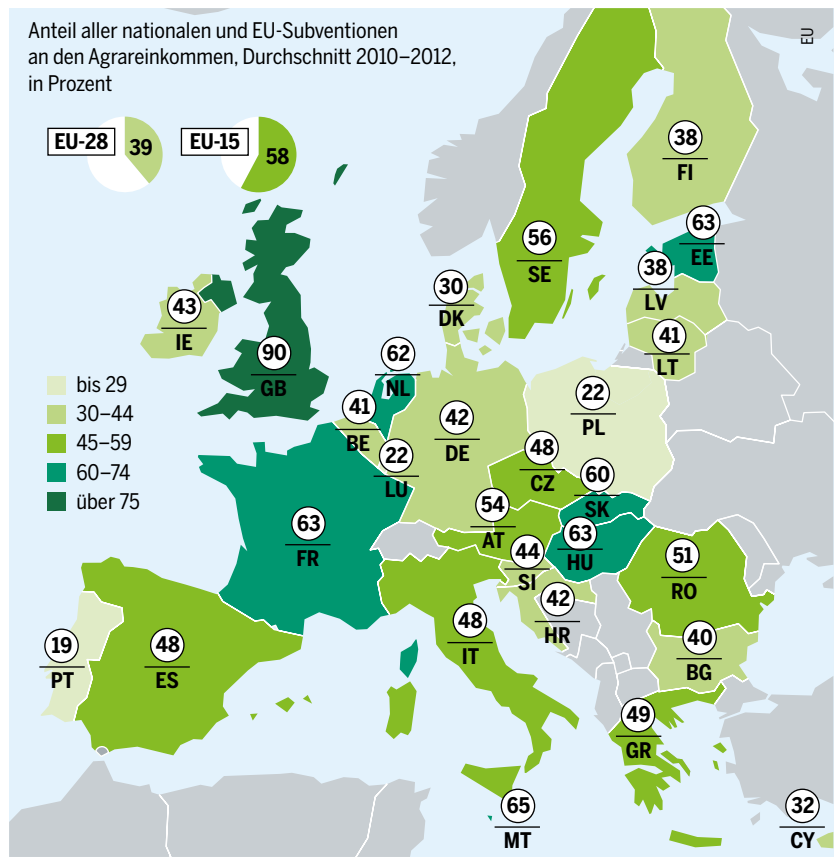 Anteil aller nationalen und EU-Subventionen
an den Agrareinkommen, Durchschnitt 2010–2012,
in Prozent
EU
EU-28
39
EU-15
58
38
FI
63
EE
56
SE
38
LV
30
DK
43
IE
41
LT
90
GB
62
NL
bis 29
30–44
45–59
60–74
über 75
41
BE
42
DE
22
PL
22
LU
48
CZ
60
SK
54
AT
63
FR
63
HU
44
SI
51
RO
42
HR
19
PT
48
ES
48
IT
40
BG
49
GR
65
MT
32
CY